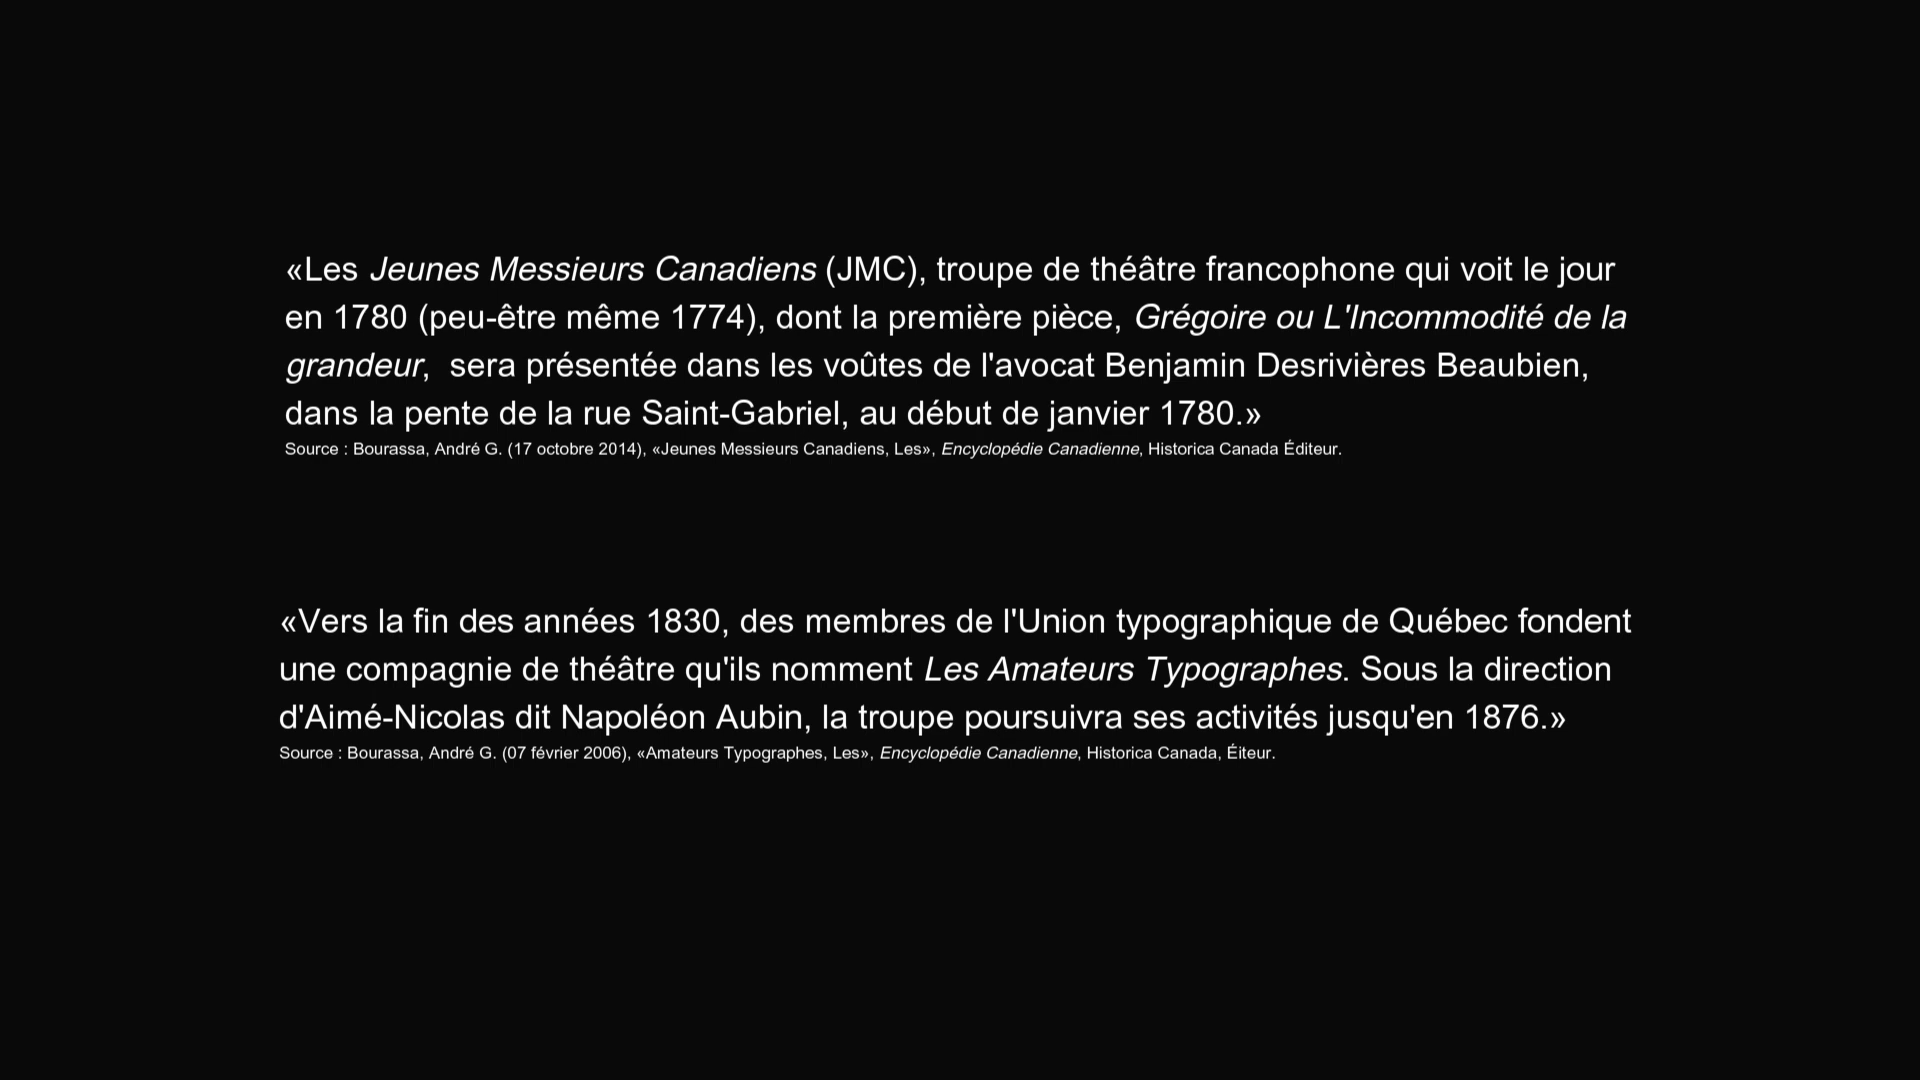 «Les Jeunes Messieurs Canadiens (JMC), troupe de théâtre francophone qui voit le jour
en 1780 (peu-être même 1774), dont la première pièce, Grégoire ou L'Incommodité de la
grandeur,  sera présentée dans les voûtes de l'avocat Benjamin Desrivières Beaubien,
dans la pente de la rue Saint-Gabriel, au début de janvier 1780.»
Source : Bourassa, André G. (17 octobre 2014), «Jeunes Messieurs Canadiens, Les», Encyclopédie Canadienne, Historica Canada Éditeur.
«Vers la fin des années 1830, des membres de l'Union typographique de Québec fondent
une compagnie de théâtre qu'ils nomment Les Amateurs Typographes. Sous la direction
d'Aimé-Nicolas dit Napoléon Aubin, la troupe poursuivra ses activités jusqu'en 1876.»
Source : Bourassa, André G. (07 février 2006), «Amateurs Typographes, Les», Encyclopédie Canadienne, Historica Canada, Éiteur.